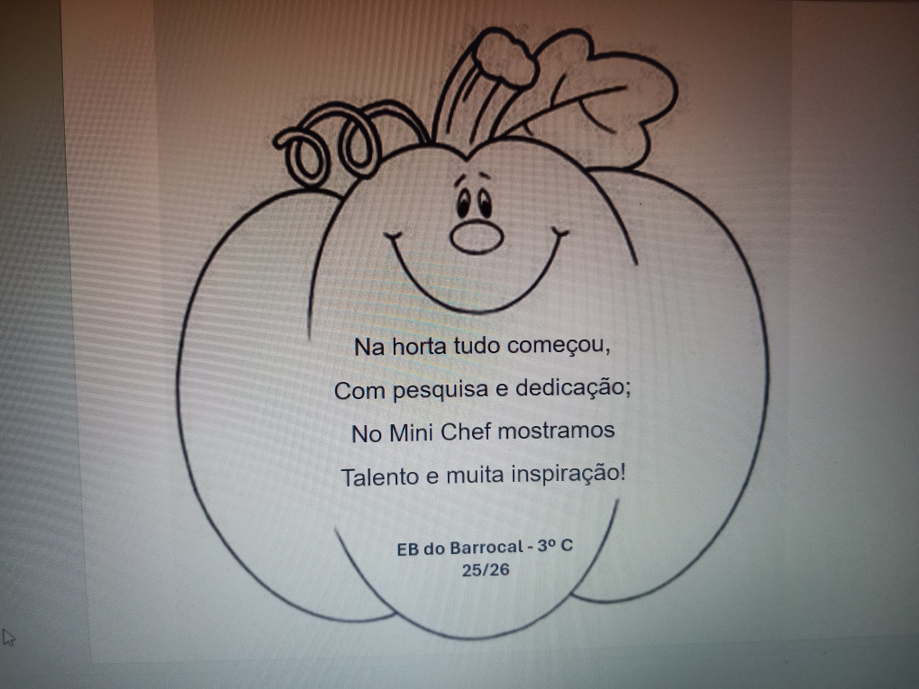 Na horta tudo começou,
Com pesquisa e dedicação;
No Mini Chef mostramos
Talento e muita inspiração!
EB do Barrocal - 3º C
25/26